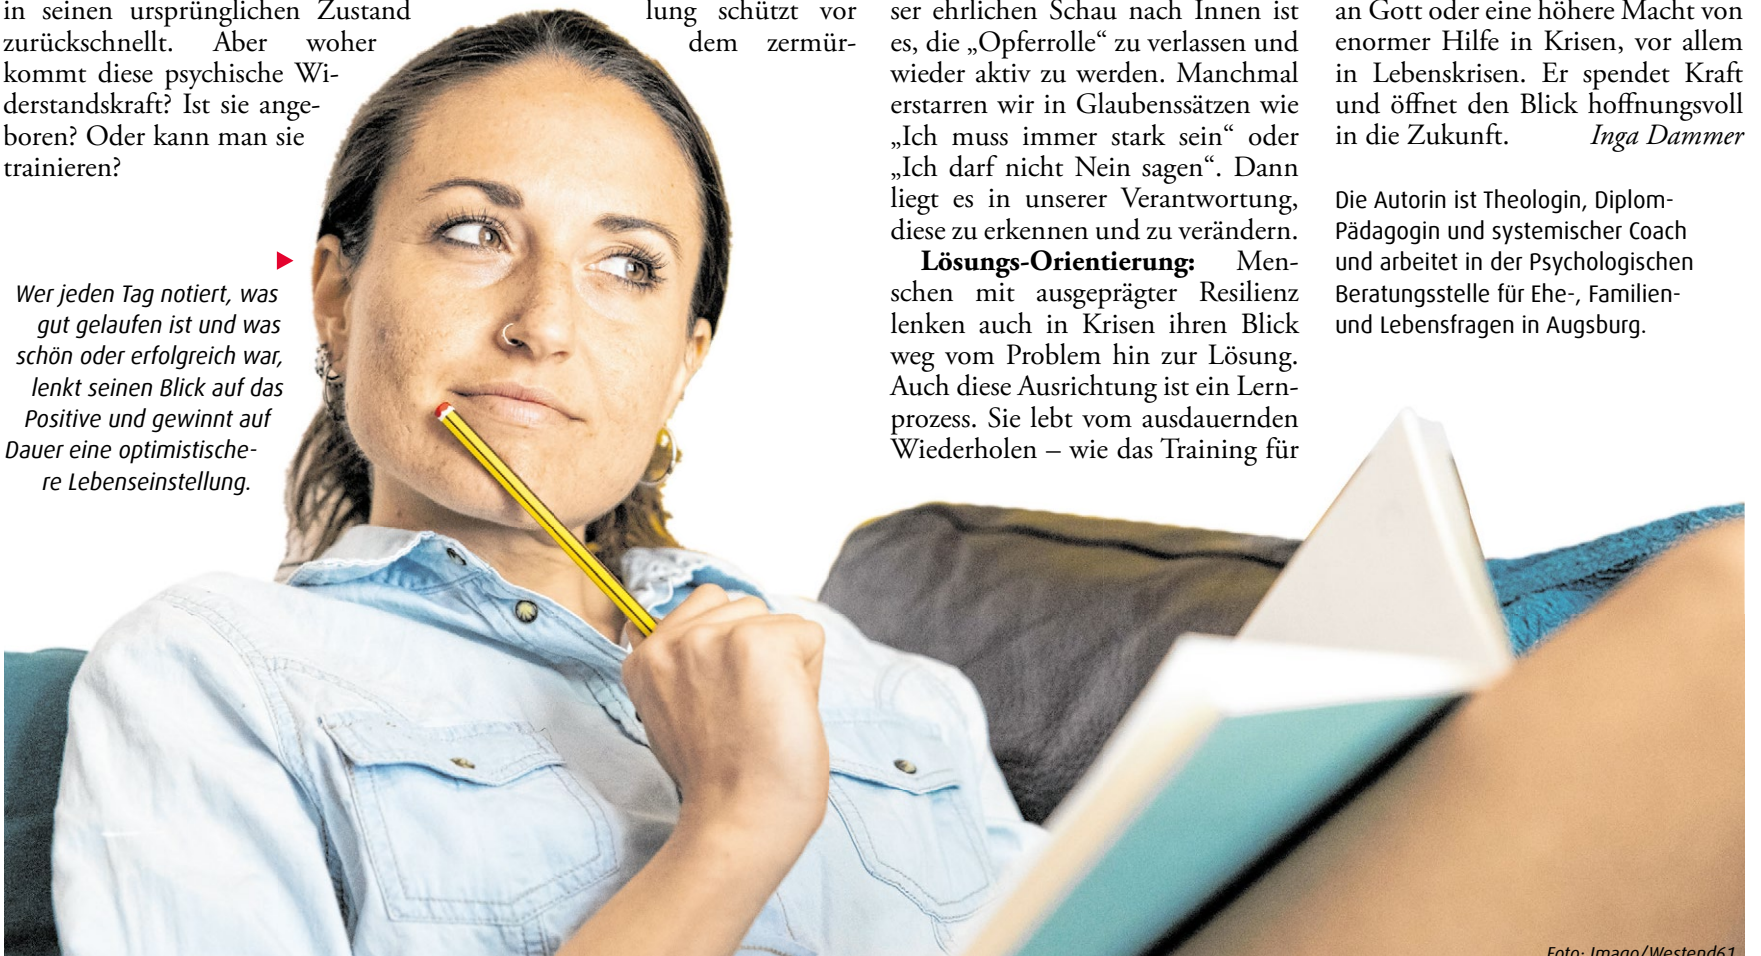 in seinen ursprünglichen Zustand
zurückschnellt. Aber woher
kommt diese psychische Wi-
derstandskraft? Ist sie ange-
boren? Oder kann man sie
trainieren?
Wer jeden Tag notiert, was
gut gelaufen ist und was
schön oder erfolgreich war,
lenkt seinen Blick auf das
Positive und gewinnt auf
Dauer eine optimistische-
re Lebenseinstellung.
lung schützt vor
dem zermür-
ser ehrlichen Schau nach Innen ist
es, die „Opferrolle“ zu verlassen und
wieder aktiv zu werden. Manchmal
erstarren wir in Glaubenssätzen wie
„Ich muss immer stark sein“ oder
„Ich darf nicht Nein sagen“. Dann
liegt es in unserer Verantwortung,
diese zu erkennen und zu verändern.
Lösungs-Orientierung: Men-
schen mit ausgeprägter Resilienz
lenken auch in Krisen ihren Blick
weg vom Problem hin zur Lösung.
Auch diese Ausrichtung ist ein Lern-
prozess. Sie lebt vom ausdauernden
Wiederholen – wie das Training für
an Gott oder eine höhere Macht von
enormer Hilfe in Krisen, vor allem
in Lebenskrisen. Er spendet Kraft
und öffnet den Blick hoffnungsvoll
in die Zukunft. Inga Dammer
Die Autorin ist Theologin, Diplom-
Pädagogin und systemischer Coach
und arbeitet in der Psychologischen
Beratungsstelle für Ehe-, Familien-
und Lebensfragen in Augsburg.
Foto: Imago/Westend61